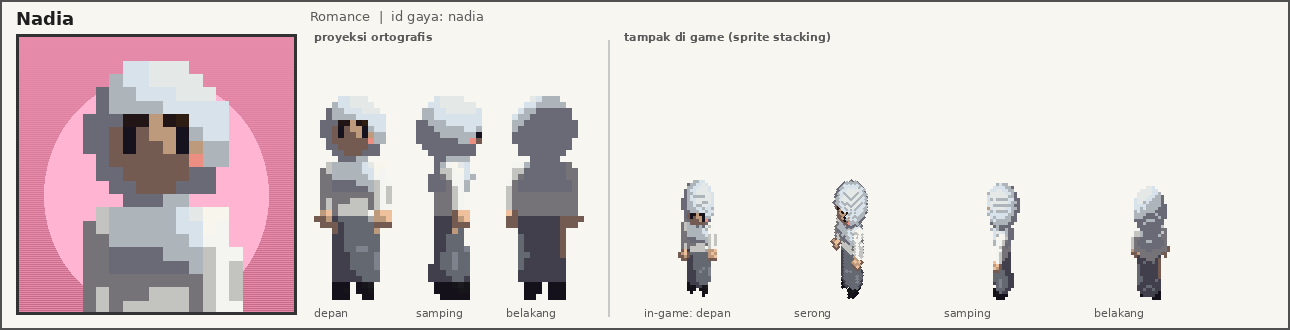 Nadia
Romance | id gaya: nadia
proyeksi ortografis
tampak di game (sprite stacking)
depan
samping
belakang
in-game: depan
serong
samping
belakang